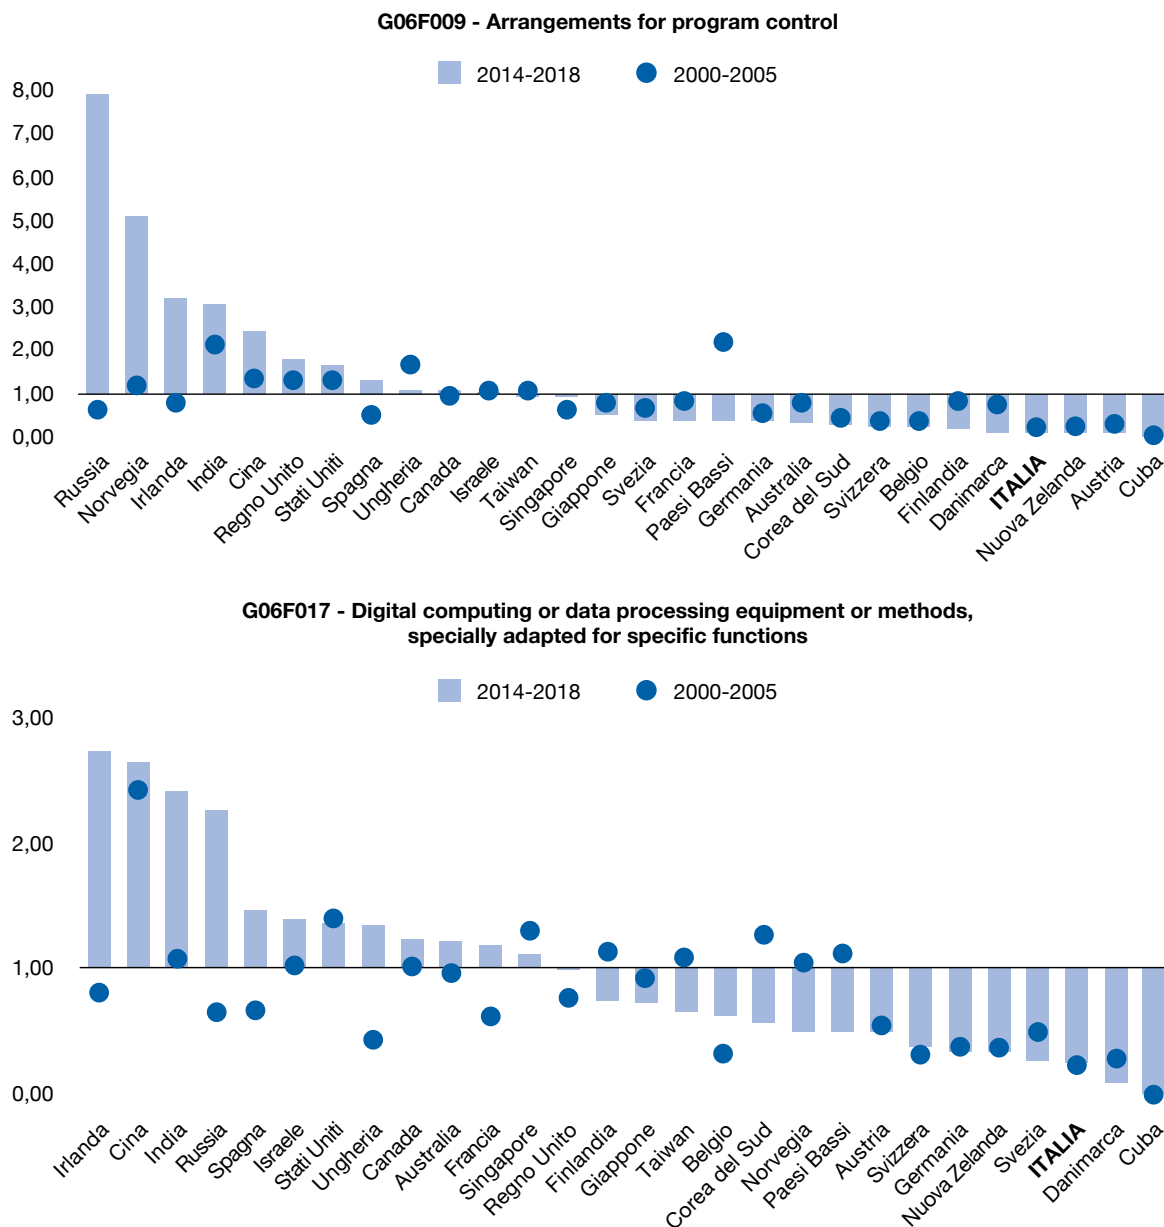 G06F009 - Arrangements for program control
2014-2018 2000-2005
8,00
7,00
6,00
5,00
4,00
3,00
2,00
1,00
0,00
Russia
Norvegia
Irlanda
India
Cina
Regno Unito
Stati Uniti
Spagna
Ungheria
Canada
Israele
Taiwan
Singapore
Giappone
Svezia
Francia
Paesi Bassi
Germania
Australia
Corea del Sud
Svizzera
Belgio
Finlandia
Danimarca
ITALIA
Nuova Zelanda
Austria
Cuba
G06F017 - Digital computing or data processing equipment or methods,
specially adapted for specific functions
2014-2018 2000-2005
3,00
2,00
1,00
0,00
Irlanda
Cina
India
Russia
Spagna
Israele
Stati Uniti
Ungheria
Canada
Australia
Francia
Singapore
Regno Unito
Finlandia
Giappone
Taiwan
Belgio
Corea del Sud
Norvegia
Paesi Bassi
Austria
Svizzera
Germania
Nuova Zelanda
Svezia
ITALIA
Danimarca
Cuba